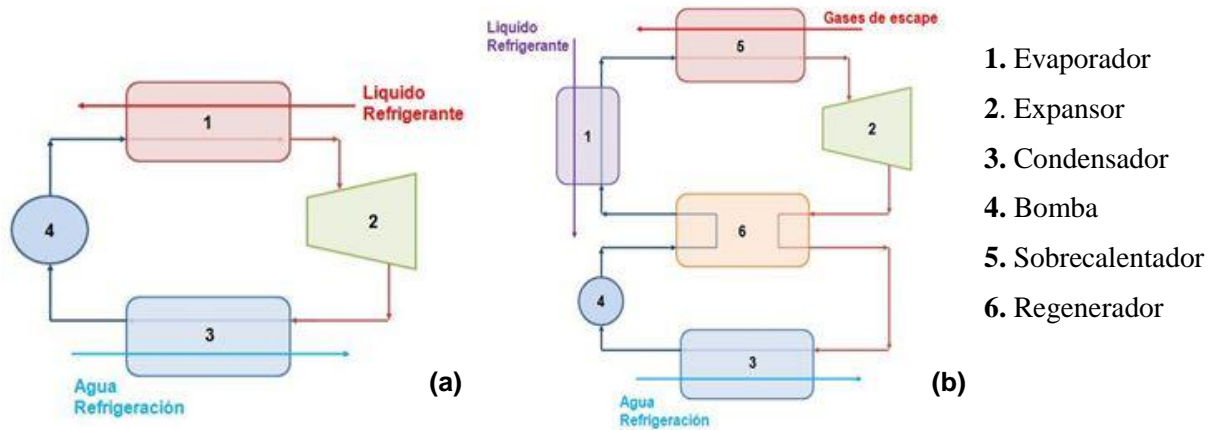 Liquido
Refrigerante
1
4
2
3
Agua
Refrigeración
(a)
Liquido
Refrigerante
Gases de escape
5
1
2
6
4
3
Agua
Refrigeración
(b)
1. Evaporador
2. Expansor
3. Condensador
4. Bomba
5. Sobrecalentador
6. Regenerador